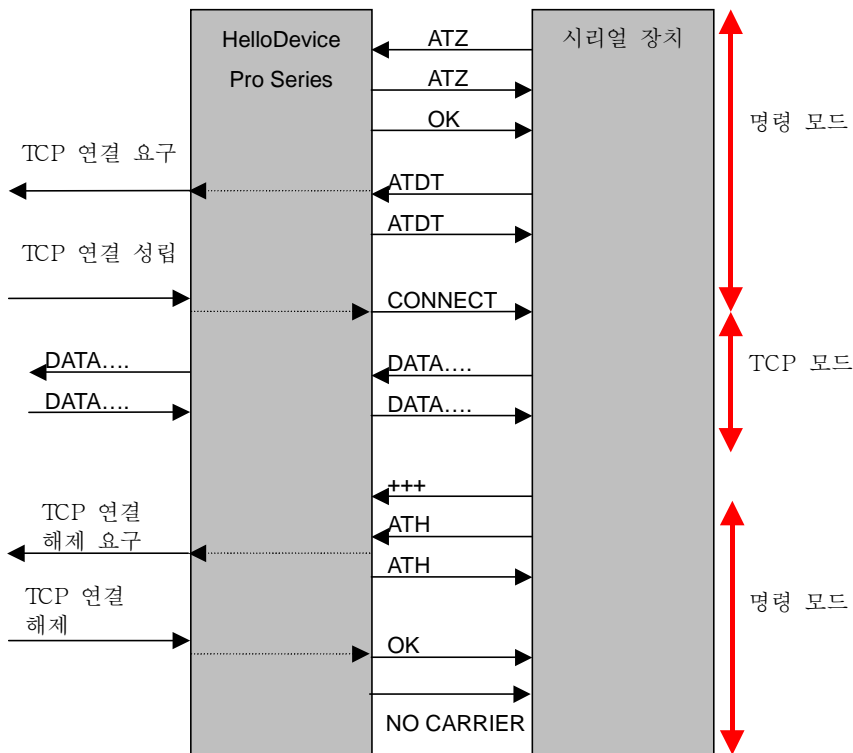 HelloDevice
Pro Series
시리얼 장치
ATZ
ATZ
OK
명령 모드
TCP 연결 요구
ATDT
ATDT
TCP 연결 성립
CONNECT
DATA....
DATA....
DATA....
DATA....
TCP 모드
+++
TCP 연결
해제 요구
ATH
ATH
TCP 연결
해제
명령 모드
OK
NO CARRIER